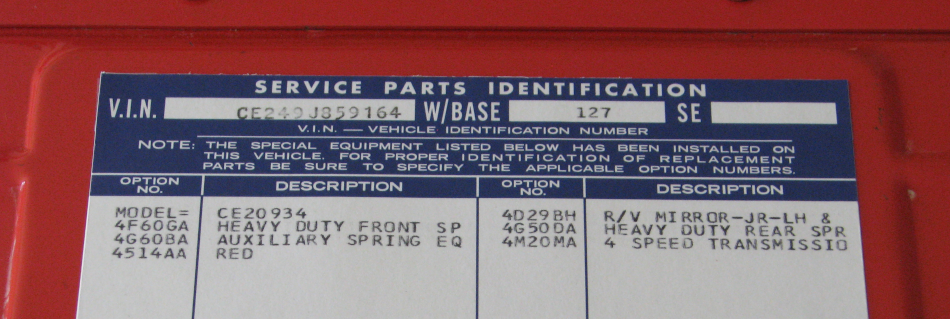 SERVICE PARTS IDENTIFICATION
V.I.N. CE249J859164 W/BASE 127 SE
V.I.N. — VEHICLE IDENTIFICATION NUMBER
NOTE: THE SPECIAL EQUIPMENT LISTED BELOW HAS BEEN INSTALLED ON
THIS VEHICLE. FOR PROPER IDENTIFICATION OF REPLACEMENT
PARTS BE SURE TO SPECIFY THE APPLICABLE OPTION NUMBERS.
OPTION NO. DESCRIPTION OPTION NO. DESCRIPTION
MODEL= CE20934 4D29BH R/V MIRROR-JR-LH &
4F60GA HEAVY DUTY FRONT SP 4G50DA HEAVY DUTY REAR SPR
4G60BA AUXILIARY SPRING EQ 4M20MA 4 SPEED TRANSMISSIO
4514AA RED